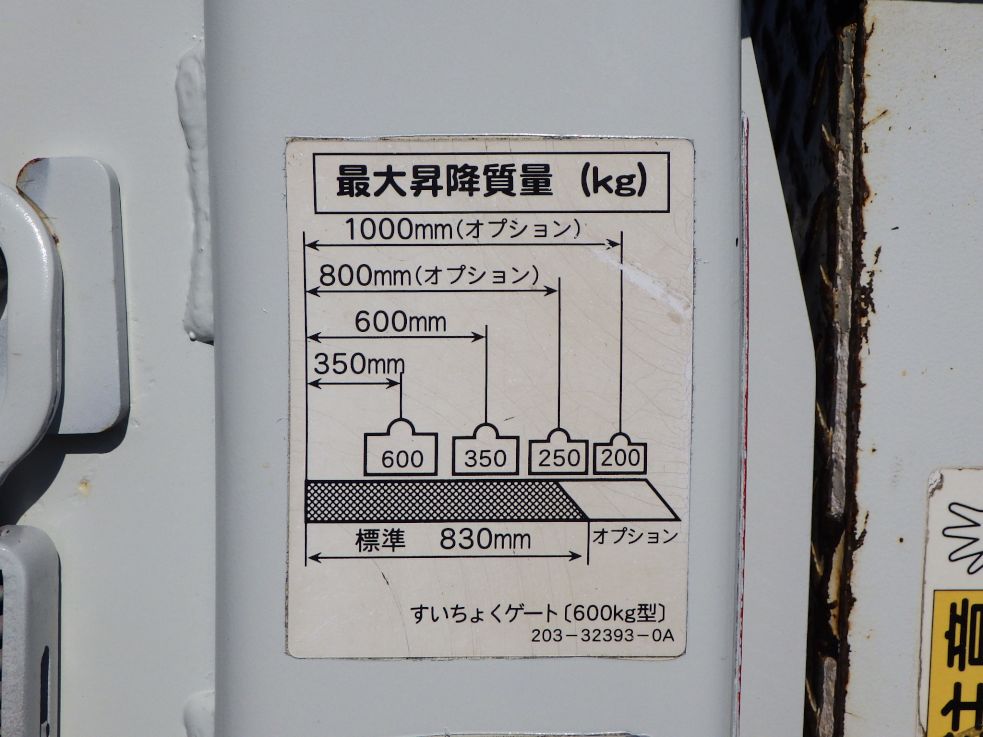 最大昇降質量 (kg)
1000mm(オプション)
800mm(オプション)
600mm
350mm
600 350 250 200
標準 830mm オプション
すいちょくゲート〔600kg型〕
203-32393-0A
注意